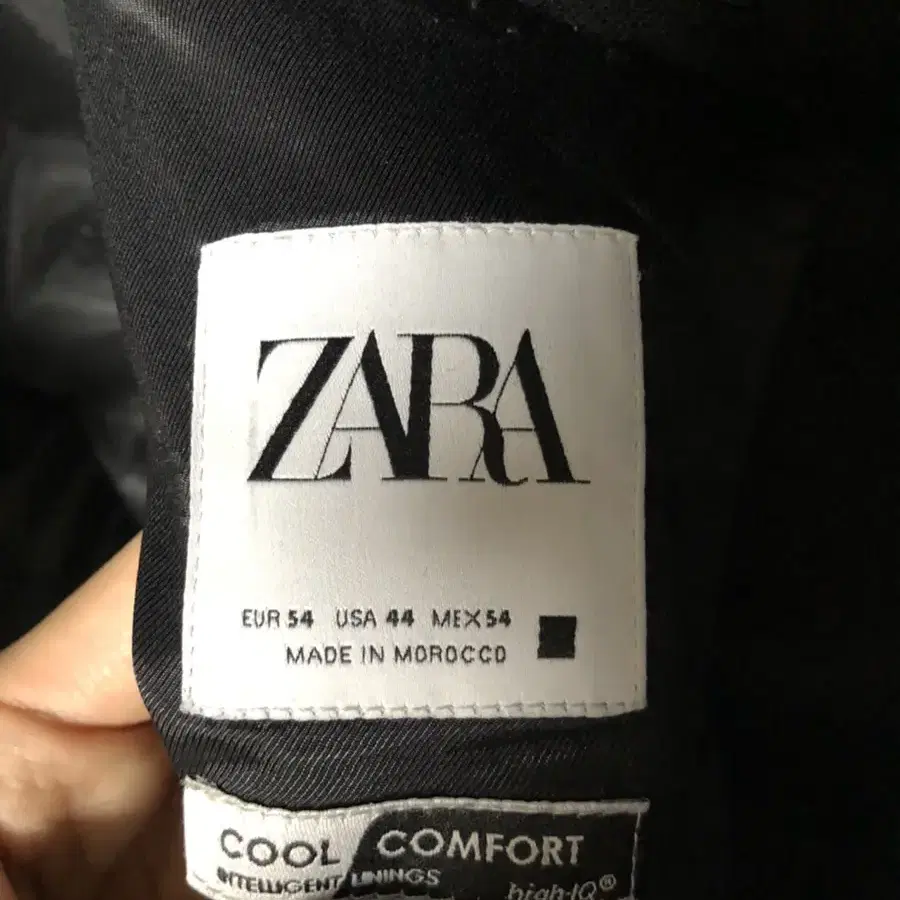 ZARA
EUR 54 USA 44 MEX 54
MADE IN MOROCCO
COOL COMFORT
INTELLIGENT LININGS
high-IQ®